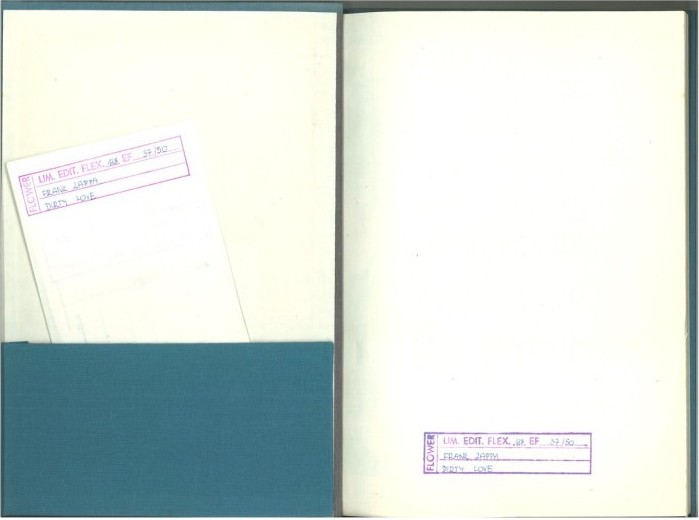 FLOWER
LIM. EDIT. FLEX. EF 37/50
FRANK ZAPPA
DIRTY LOVE
FLOWER
LIM. EDIT. FLEX. EF 37/50
FRANK ZAPPA
DIRTY LOVE